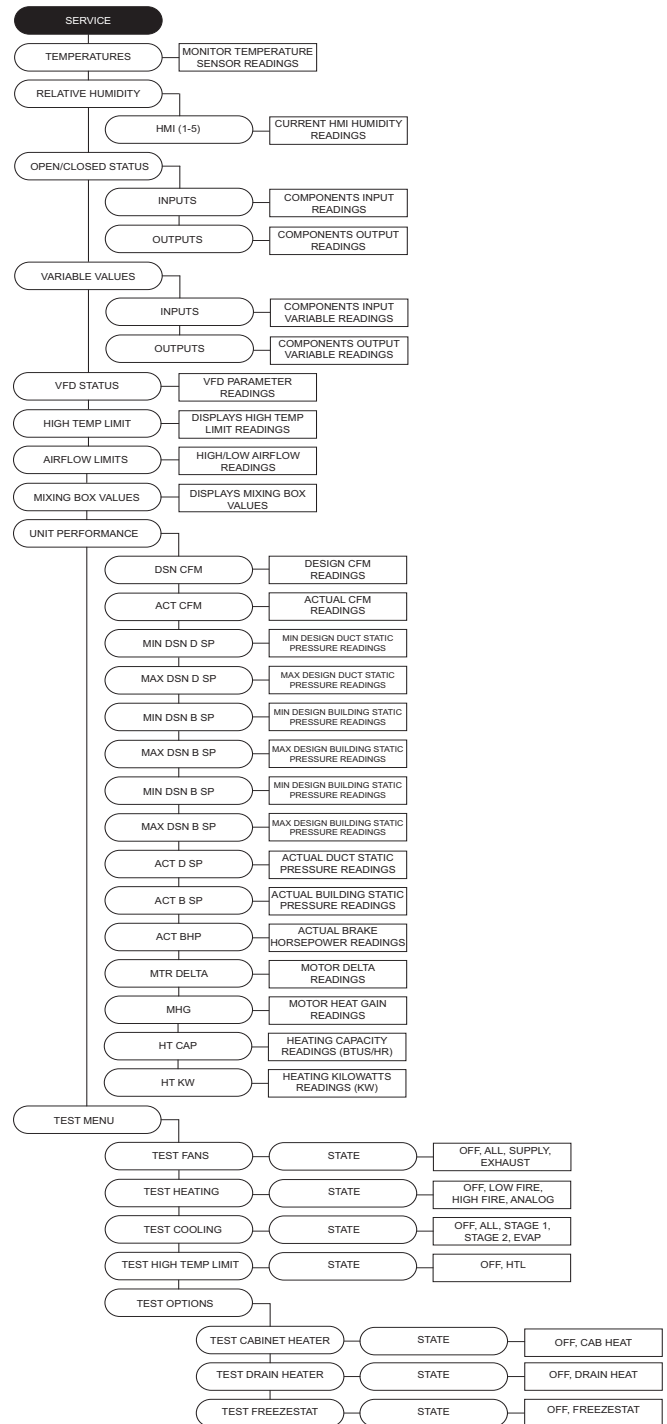 SERVICE
TEMPERATURES
MONITOR TEMPERATURE
SENSOR READINGS
RELATIVE HUMIDITY
HMI (1-5)
CURRENT HMI HUMIDITY
READINGS
OPEN/CLOSED STATUS
INPUTS
COMPONENTS INPUT
READINGS
OUTPUTS
COMPONENTS OUTPUT
READINGS
VARIABLE VALUES
INPUTS
COMPONENTS INPUT
VARIABLE READINGS
OUTPUTS
COMPONENTS OUTPUT
VARIABLE READINGS
VFD STATUS
VFD PARAMETER
READINGS
HIGH TEMP LIMIT
DISPLAYS HIGH TEMP
LIMIT READINGS
AIRFLOW LIMITS
HIGH/LOW AIRFLOW
READINGS
MIXING BOX VALUES
DISPLAYS MIXING BOX
VALUES
UNIT PERFORMANCE
DSN CFM
DESIGN CFM
READINGS
ACT CFM
ACTUAL CFM
READINGS
MIN DSN D SP
MIN DESIGN DUCT STATIC
PRESSURE READINGS
MAX DSN D SP
MAX DESIGN DUCT STATIC
PRESSURE READINGS
MIN DSN B SP
MIN DESIGN BUILDING STATIC
PRESSURE READINGS
MAX DSN B SP
MAX DESIGN BUILDING STATIC
PRESSURE READINGS
MIN DSN B SP
MIN DESIGN BUILDING STATIC
PRESSURE READINGS
MAX DSN B SP
MAX DESIGN BUILDING STATIC
PRESSURE READINGS
ACT D SP
ACTUAL DUCT STATIC
PRESSURE READINGS
ACT B SP
ACTUAL BUILDING STATIC
PRESSURE READINGS
ACT BHP
ACTUAL BRAKE
HORSEPOWER READINGS
MTR DELTA
MOTOR DELTA
READINGS
MHG
MOTOR HEAT GAIN
READINGS
HT CAP
HEATING CAPACITY
READINGS (BTUS/HR)
HT KW
HEATING KILOWATTS
READINGS (KW)
TEST MENU
TEST FANS
STATE
OFF, ALL, SUPPLY,
EXHAUST
TEST HEATING
STATE
OFF, LOW FIRE,
HIGH FIRE, ANALOG
TEST COOLING
STATE
OFF, ALL, STAGE 1,
STAGE 2, EVAP
TEST HIGH TEMP LIMIT
STATE
OFF, HTL
TEST OPTIONS
TEST CABINET HEATER
STATE
OFF, CAB HEAT
TEST DRAIN HEATER
STATE
OFF, DRAIN HEAT
TEST FREEZESTAT
STATE
OFF, FREEZESTAT